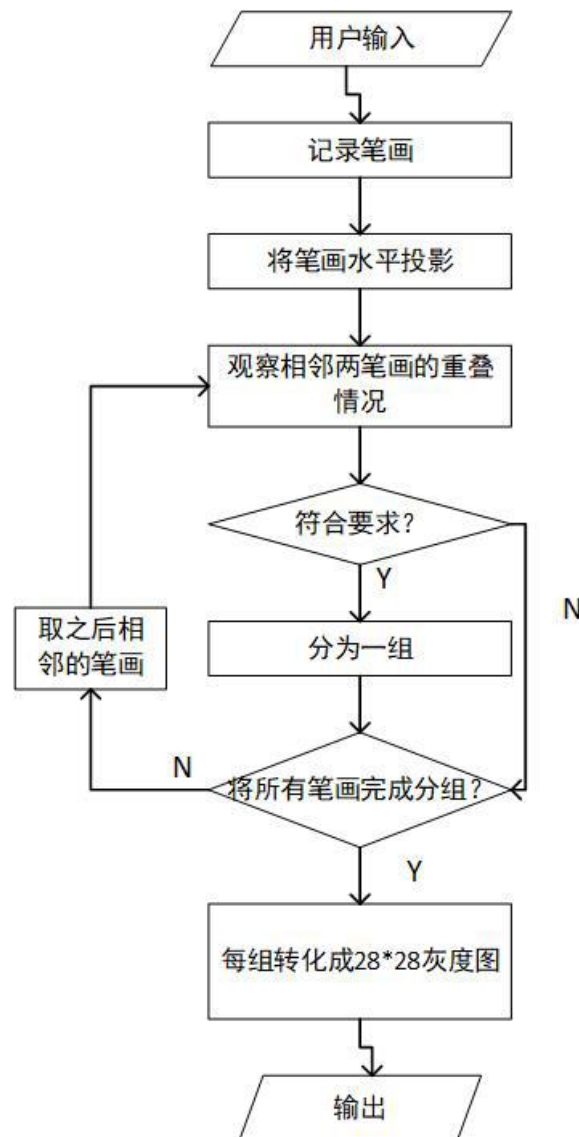 用户输入
记录笔画
将笔画水平投影
观察相邻两笔画的重叠
情况
符合要求？
Y
N
分为一组
取之后相
邻的笔画
N
将所有笔画完成分组？
Y
每组转化成28*28灰度图
输出